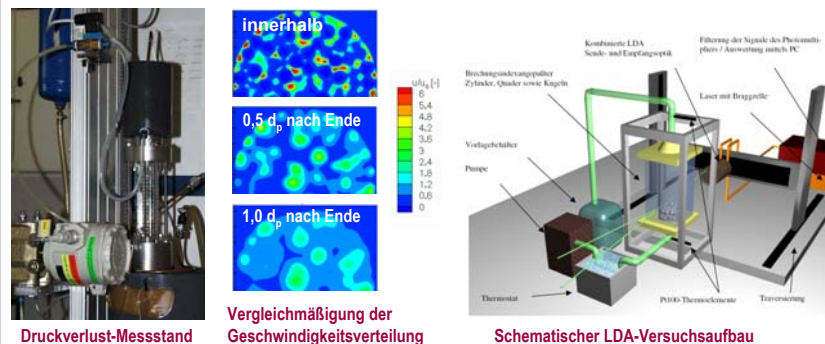 innerhalb
0,5 dp nach Ende
1,0 dp nach Ende
u/u0 [-]
6
5.4
4.8
4.2
3.6
3
2.4
1.8
1.2
0.6
0
Kombinierte LDA
Sende- und Empfangsoptik
Filterung der Signale des Photomulti-
pliers / Auswertung mittels PC
Brechungsindexangepaßter
Zylinder, Quader sowie Kugeln
Laser mit Braggzelle
Vorlagebehälter
Pumpe
Thermostat
Pt100-Thermoelemente
Traversierung
Druckverlust-Messstand
Vergleichmäßigung der
Geschwindigkeitsverteilung
Schematischer LDA-Versuchsaufbau